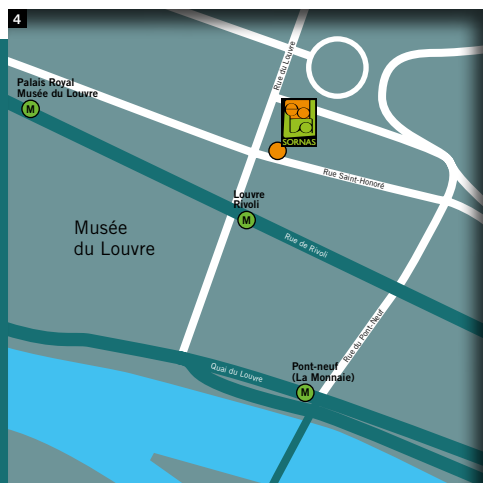 4
Rue du Louvre
Palais Royal
Musée du Louvre
M
SORNAS
Rue Saint-Honoré
Louvre
Rivoli
M
Musée
du Louvre
Rue de Rivoli
Rue du Pont-Neuf
Quai du Louvre
Pont-neuf
(La Monnaie)
M